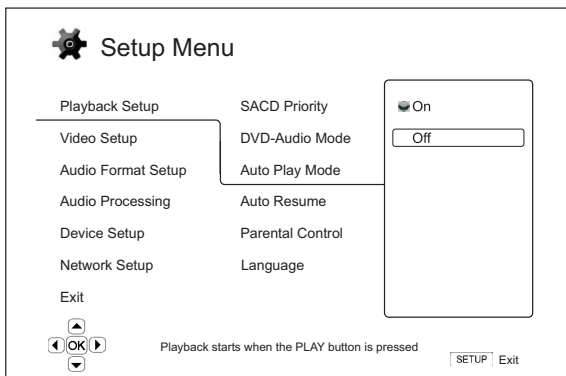 Setup Menu
Playback Setup
Video Setup
Audio Format Setup
Audio Processing
Device Setup
Network Setup
Exit
SACD Priority
DVD-Audio Mode
Auto Play Mode
Auto Resume
Parental Control
Language
On
Off
OK
Playback starts when the PLAY button is pressed
SETUP Exit